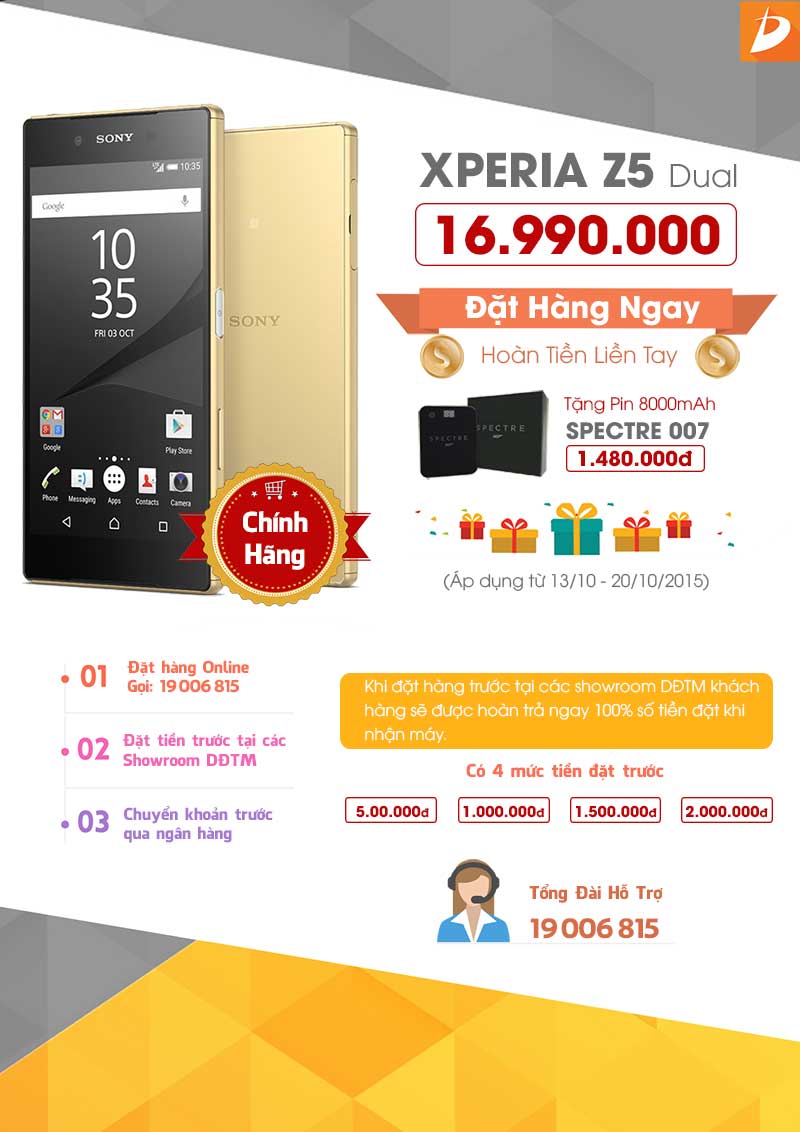 SONY
10:35
Google
10
35
FRI 03 OCT
Google
Play Store
Phone
Messaging
Apps
Contacts
Camera
SONY
Chính
Hãng
XPERIA Z5 Dual
16.990.000
Đặt Hàng Ngay
Hoàn Tiền Liền Tay
SPECTRE
007
SPECTRE
Tặng Pin 8000mAh
SPECTRE 007
1.480.000đ
(Áp dụng từ 13/10 - 20/10/2015)
01
Đặt hàng Online
Gọi: 19006815
02
Đặt tiền trước tại các
Showroom DĐTM
03
Chuyển khoản trước
qua ngân hàng
Khi đặt hàng trước tại các showroom DĐTM khách
hàng sẽ được hoàn trả ngay 100% số tiền đặt khi
nhận máy.
Có 4 mức tiền đặt trước
5.00.000đ
1.000.000đ
1.500.000đ
2.000.000đ
Tổng Đài Hỗ Trợ
19006815